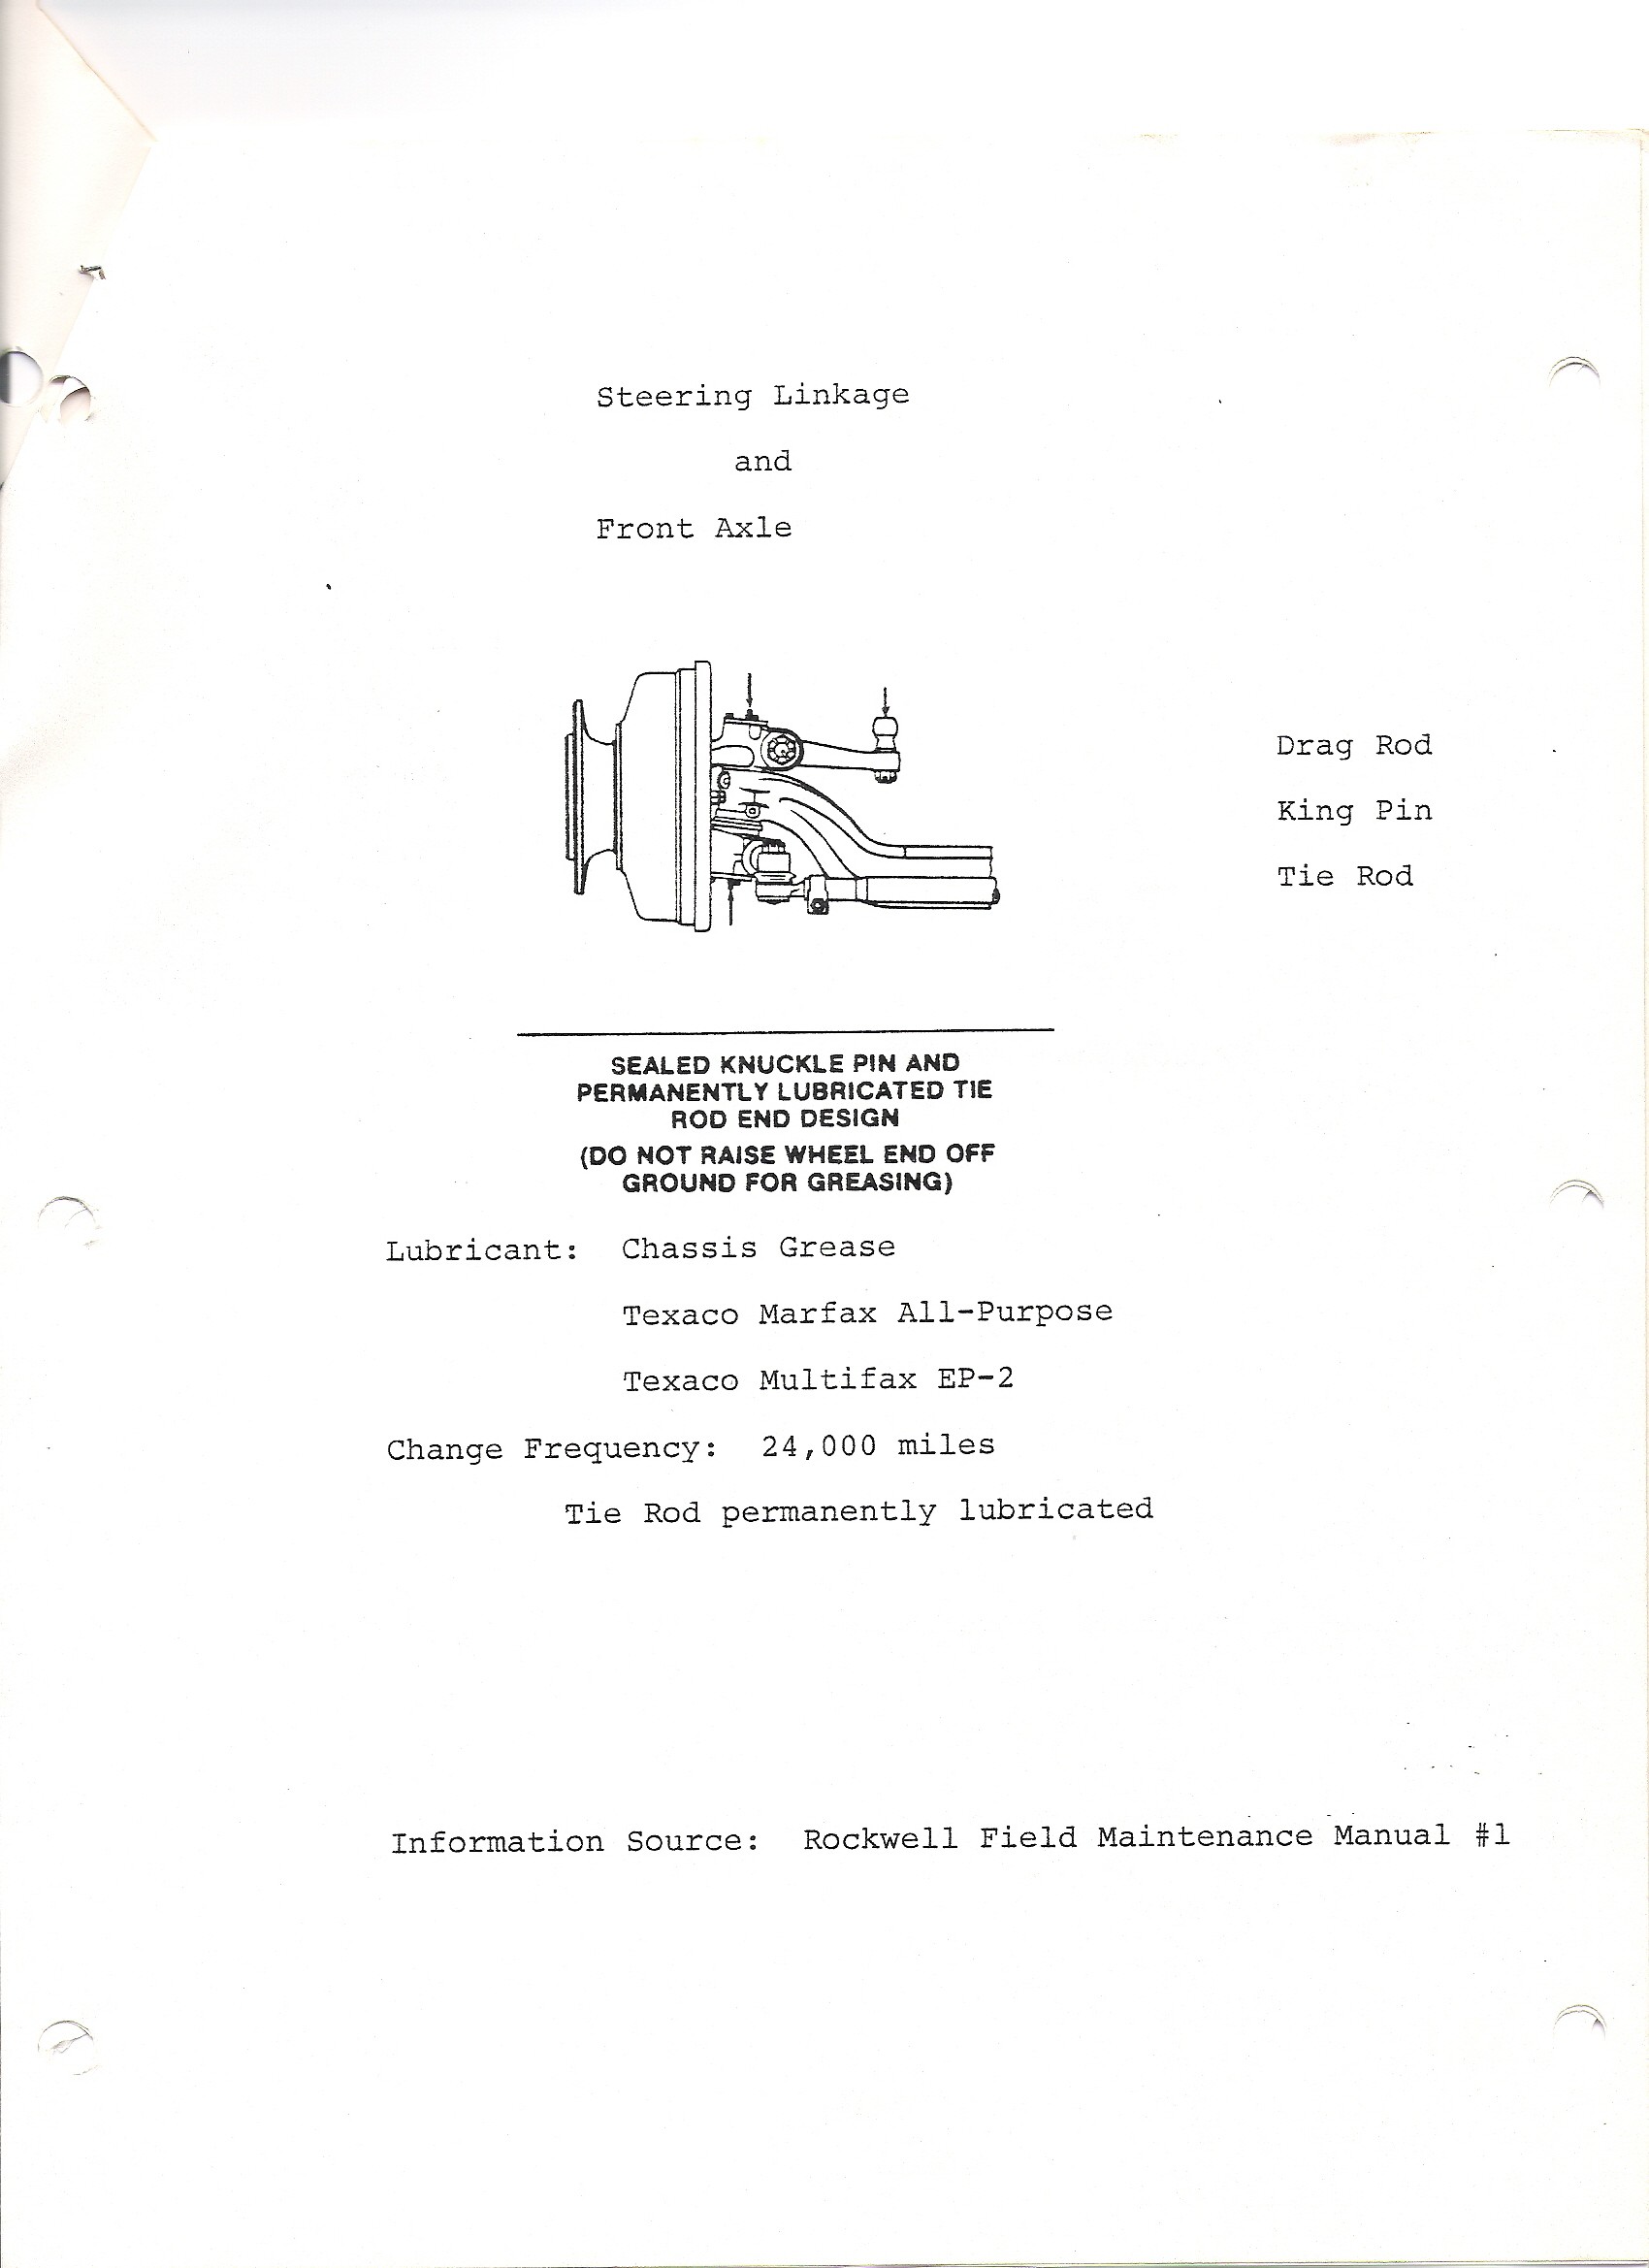 Steering Linkage
and
Front Axle
Drag Rod
King Pin
Tie Rod
SEALED KNUCKLE PIN AND
PERMANENTLY LUBRICATED TIE
ROD END DESIGN
(DO NOT RAISE WHEEL END OFF
GROUND FOR GREASING)
Lubricant: Chassis Grease
Texaco Marfax All-Purpose
Texaco Multifax EP-2
Change Frequency: 24,000 miles
Tie Rod permanently lubricated
Information Source: Rockwell Field Maintenance Manual #1